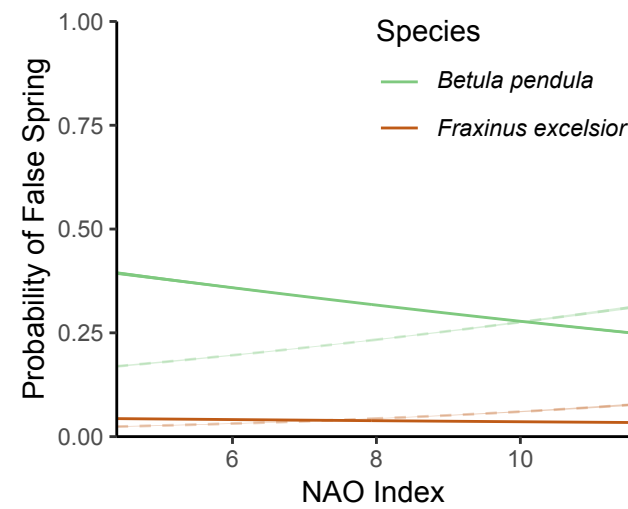 Species
Betula pendula
Fraxinus excelsior
Probability of False Spring
1.00
0.75
0.50
0.25
0.00
6 8 10
NAO Index